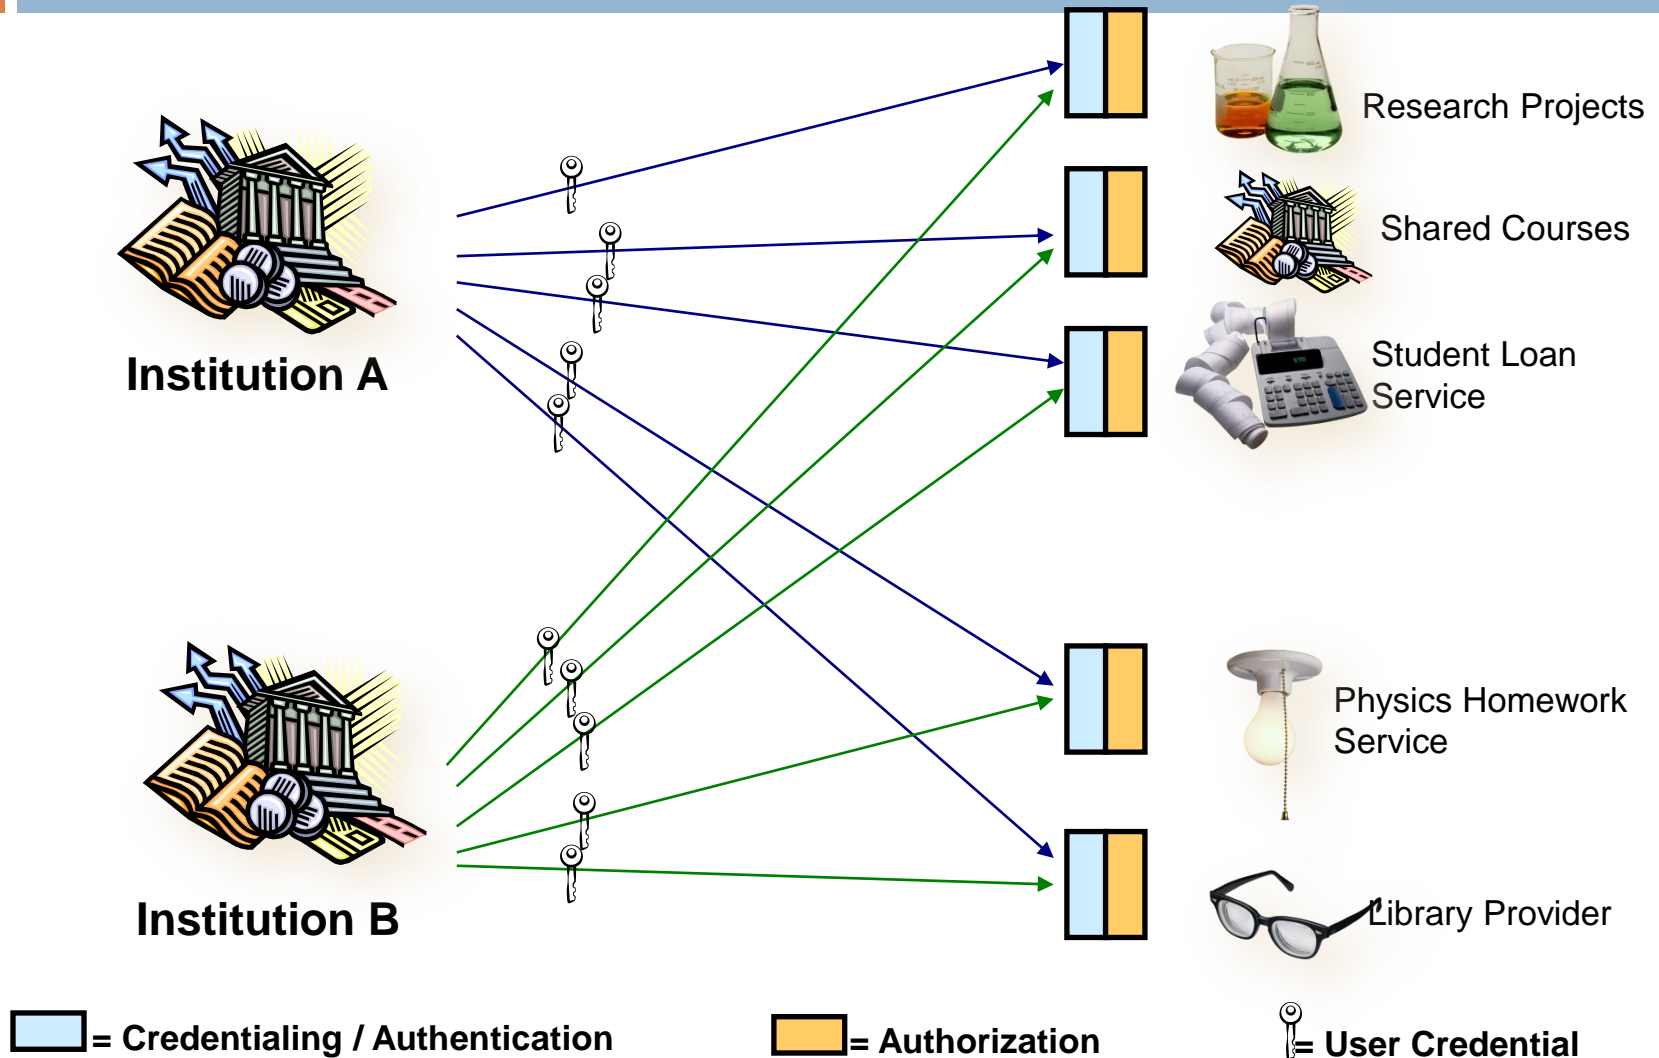 Research Projects
Shared Courses
Student Loan
Service
Institution A
Physics Homework
Service
Institution B
Library Provider
= Credentialing / Authentication
= Authorization
= User Credential